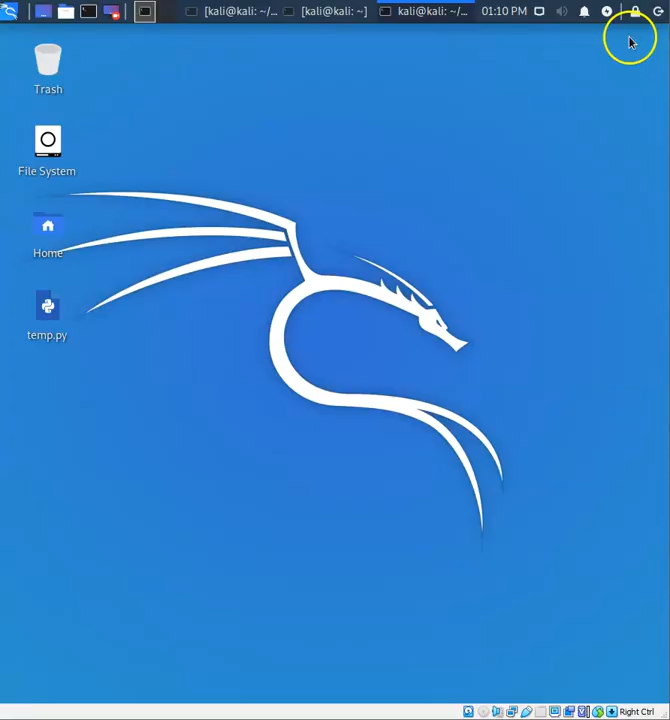 [kali@kali: ~/... [kali@kali: ~] kali@kali: ~/... 01:10 PM
Trash
File System
Home
temp.py
Right Ctrl